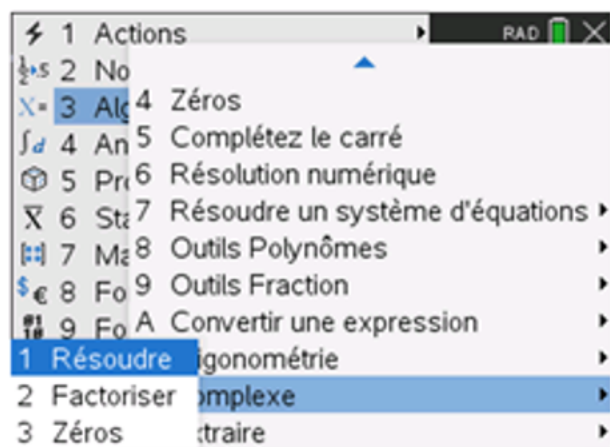 1 Actions
RAD
2 No
3 Alg
4 An
5 Pro
6 Sta
7 Ma
8 Fo
9 Fo
4 Zéros
5 Complétez le carré
6 Résolution numérique
7 Résoudre un système d'équations
8 Outils Polynômes
9 Outils Fraction
A Convertir une expression
igonométrie
omplexe
traire
1 Résoudre
2 Factoriser
3 Zéros